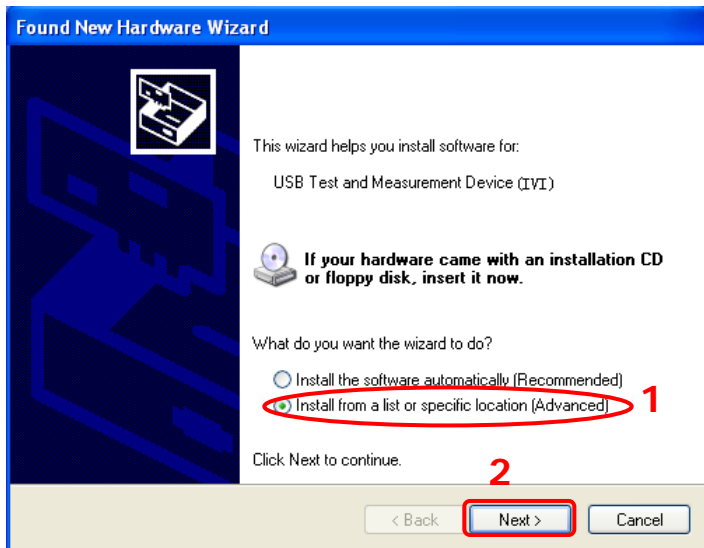 Found New Hardware Wizard
This wizard helps you install software for:
USB Test and Measurement Device (IVI)
If your hardware came with an installation CD
or floppy disk, insert it now.
What do you want the wizard to do?
Install the software automatically (Recommended)
Install from a list or specific location (Advanced)
1
Click Next to continue.
2
< Back
Next >
Cancel